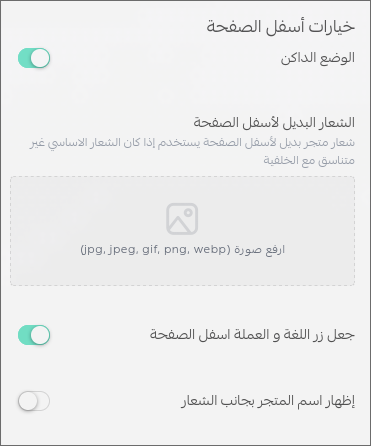 خيارات أسفل الصفحة
الوضع الداكن
الشعار البديل لأسفل الصفحة
شعار متجر بديل لأسفل الصفحة يستخدم إذا كان الشعار الاساسي غير
متناسق مع الخلفية
ارفع صورة (jpg, jpeg, gif, png, webp)
جعل زر اللغة و العملة اسفل الصفحة
إظهار اسم المتجر بجانب الشعار